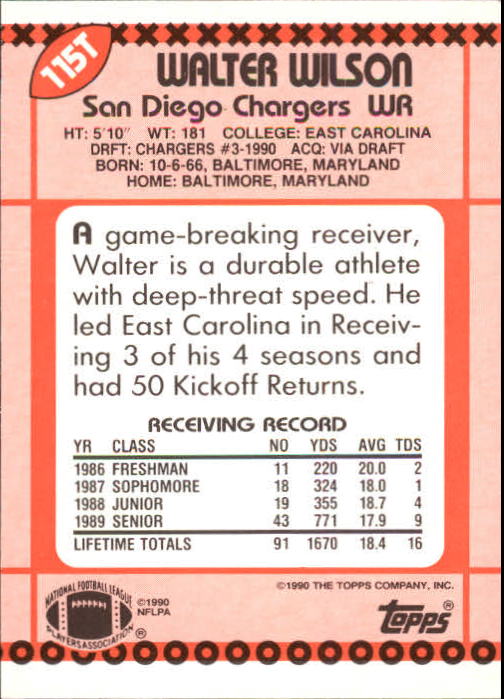 115T
WALTER WILSON
San Diego Chargers WR
HT: 5'10" WT: 181 COLLEGE: EAST CAROLINA
DRFT: CHARGERS #3-1990 ACQ: VIA DRAFT
BORN: 10-6-66, BALTIMORE, MARYLAND
HOME: BALTIMORE, MARYLAND
A game-breaking receiver,
Walter is a durable athlete
with deep-threat speed. He
led East Carolina in Receiv-
ing 3 of his 4 seasons and
had 50 Kickoff Returns.
RECEIVING RECORD
YR CLASS NO YDS AVG TDS
1986 FRESHMAN 11 220 20.0 2
1987 SOPHOMORE 18 324 18.0 1
1988 JUNIOR 19 355 18.7 4
1989 SENIOR 43 771 17.9 9
LIFETIME TOTALS 91 1670 18.4 16
©1990 THE TOPPS COMPANY, INC.
NATIONAL FOOTBALL LEAGUE
PLAYERS ASSOCIATION ®
©1990
NFLPA
topps®